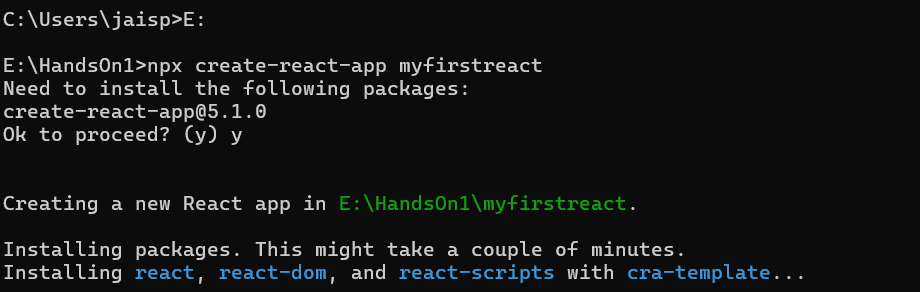 C:\Users\jaisp>E:
E:\HandsOn1>npx create-react-app myfirstreact
Need to install the following packages:
create-react-app@5.1.0
Ok to proceed? (y) y
Creating a new React app in E:\HandsOn1\myfirstreact.
Installing packages. This might take a couple of minutes.
Installing react, react-dom, and react-scripts with cra-template...